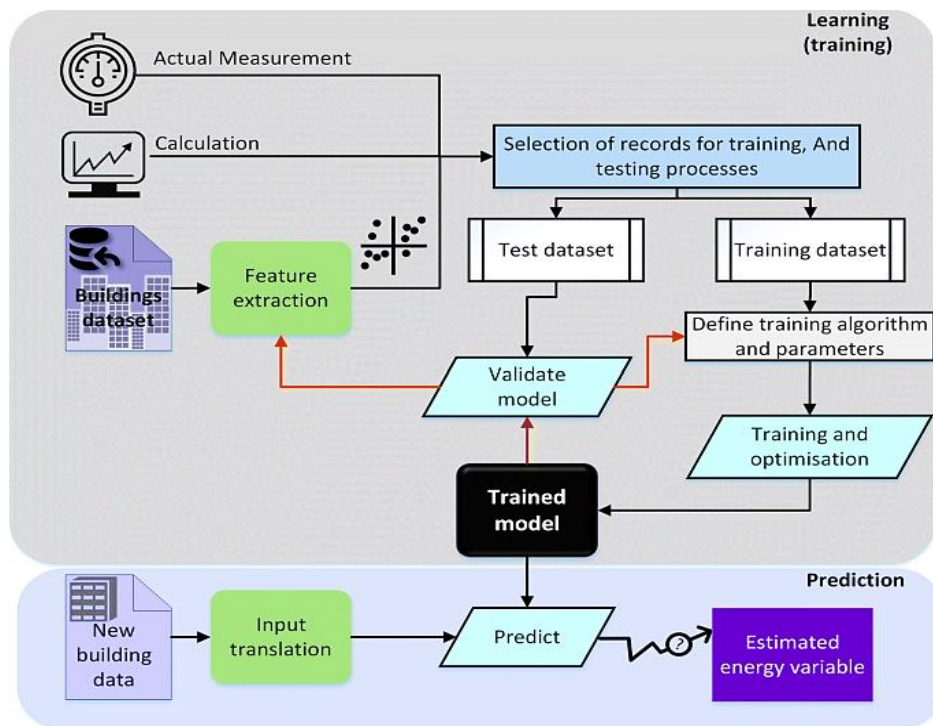 Learning
(training)
Actual Measurement
Calculation
Selection of records for training, And
testing processes
Buildings
dataset
Feature
extraction
Test dataset
Training dataset
Define training algorithm
and parameters
Validate
model
Training and
optimisation
Trained
model
Prediction
New
building
data
Input
translation
Predict
?
Estimated
energy variable